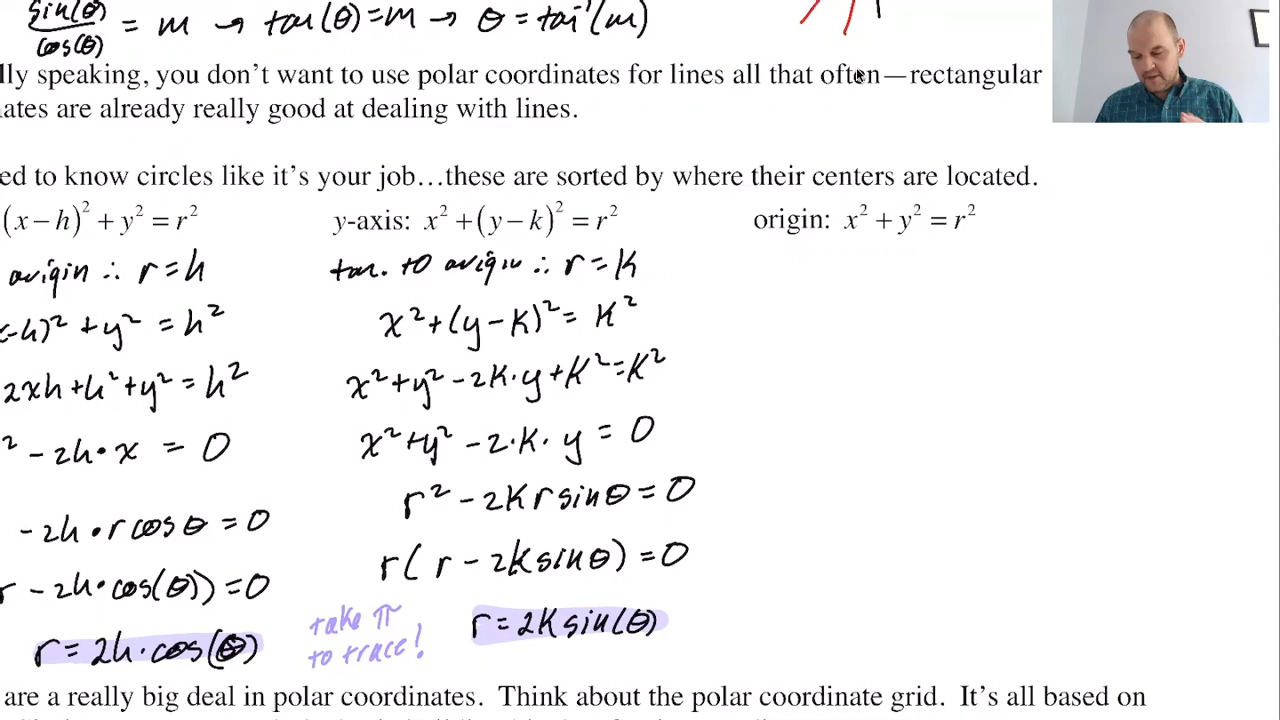 sin(θ)/cos(θ) = m → tan(θ)=m → θ = tan⁻¹(m)
lly speaking, you don't want to use polar coordinates for lines all that often—rectangular
ates are already really good at dealing with lines.
ed to know circles like it's your job…these are sorted by where their centers are located.
(x−h)² + y² = r²
origin ∴ r=h
(-h)² + y² = h²
2xh+h²+y² = h²
² − 2h•x = 0
-2h•r cosθ = 0
r − 2h•cos(θ))=0
r = 2h·cos(θ)
y-axis: x² + (y−k)² = r²
tan. to origin ∴ r = k
x²+(y−k)² = k²
x²+y²−2k·y+k²=k²
x²+y²−2·k·y = 0
r²−2krsinθ=0
r(r−2ksinθ)=0
r=2ksin(θ)
take π
to trace!
origin: x² + y² = r²
are a really big deal in polar coordinates. Think about the polar coordinate grid. It's all based on